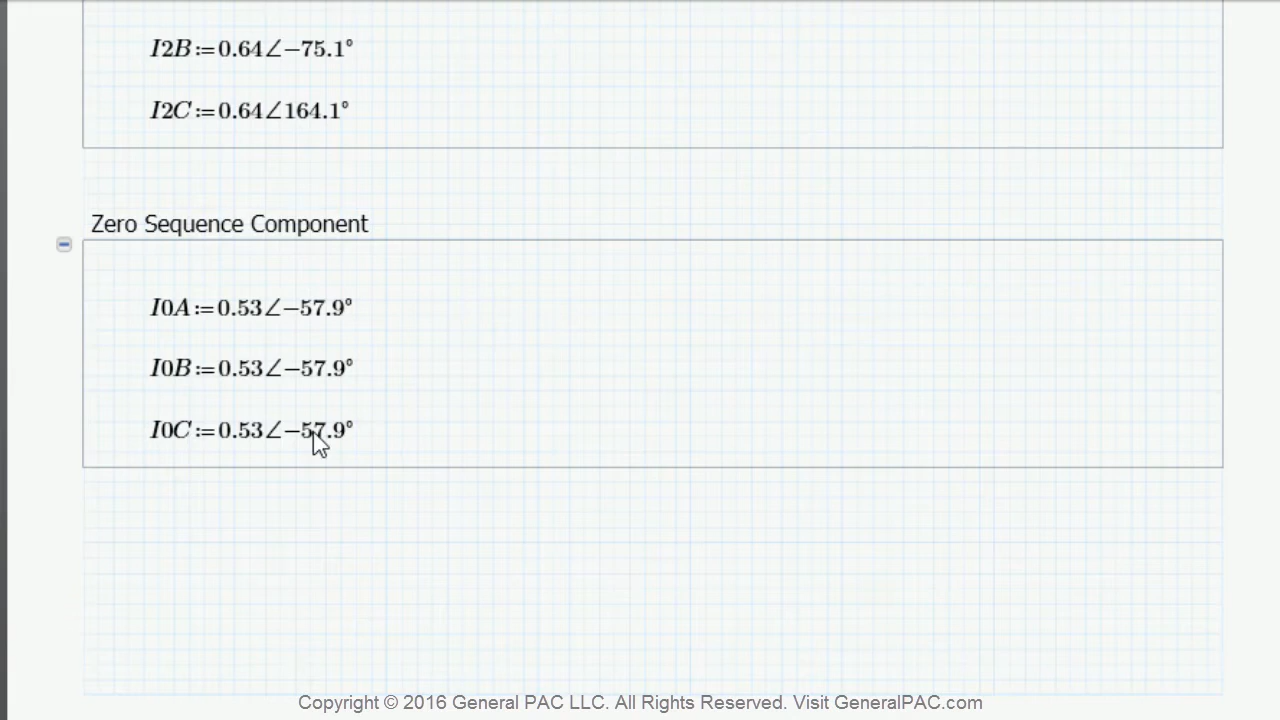 I2B:=0.64∠−75.1°
I2C:=0.64∠164.1°
Zero Sequence Component
I0A:=0.53∠−57.9°
I0B:=0.53∠−57.9°
I0C:=0.53∠−57.9°
Copyright © 2016 General PAC LLC. All Rights Reserved. Visit GeneralPAC.com